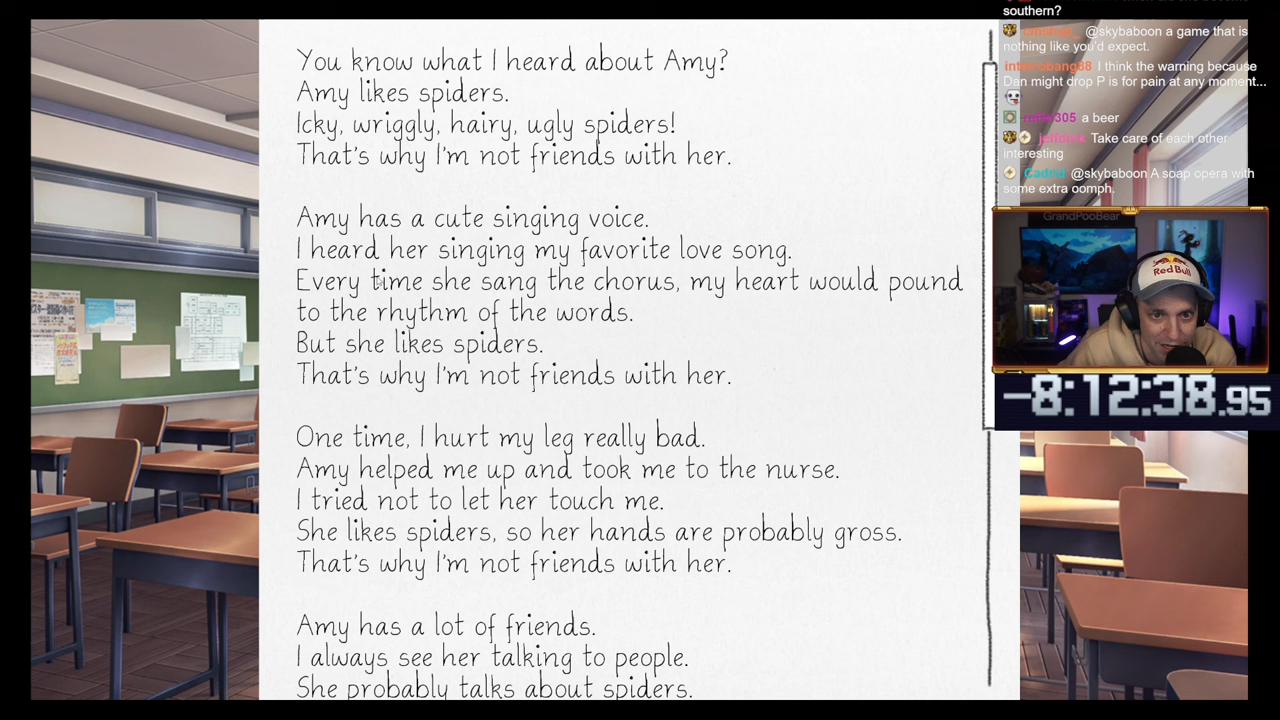 You know what I heard about Amy?
Amy likes spiders.
Icky, wriggly, hairy, ugly spiders!
That's why I'm not friends with her.
Amy has a cute singing voice.
I heard her singing my favorite love song.
Every time she sang the chorus, my heart would pound
to the rhythm of the words.
But she likes spiders.
That's why I'm not friends with her.
One time, I hurt my leg really bad.
Amy helped me up and took me to the nurse.
I tried not to let her touch me.
She likes spiders, so her hands are probably gross.
That's why I'm not friends with her.
Amy has a lot of friends.
I always see her talking to people.
She probably talks about spiders.
southern?
@skybaboon a game that is
nothing like you'd expect.
I think the warning because
Dan might drop P is for pain at any moment...
a beer
Take care of each other
interesting
Cadrid @skybaboon A soap opera with
some extra oomph.
GrandPooBear
Red Bull
-8:12:38.95